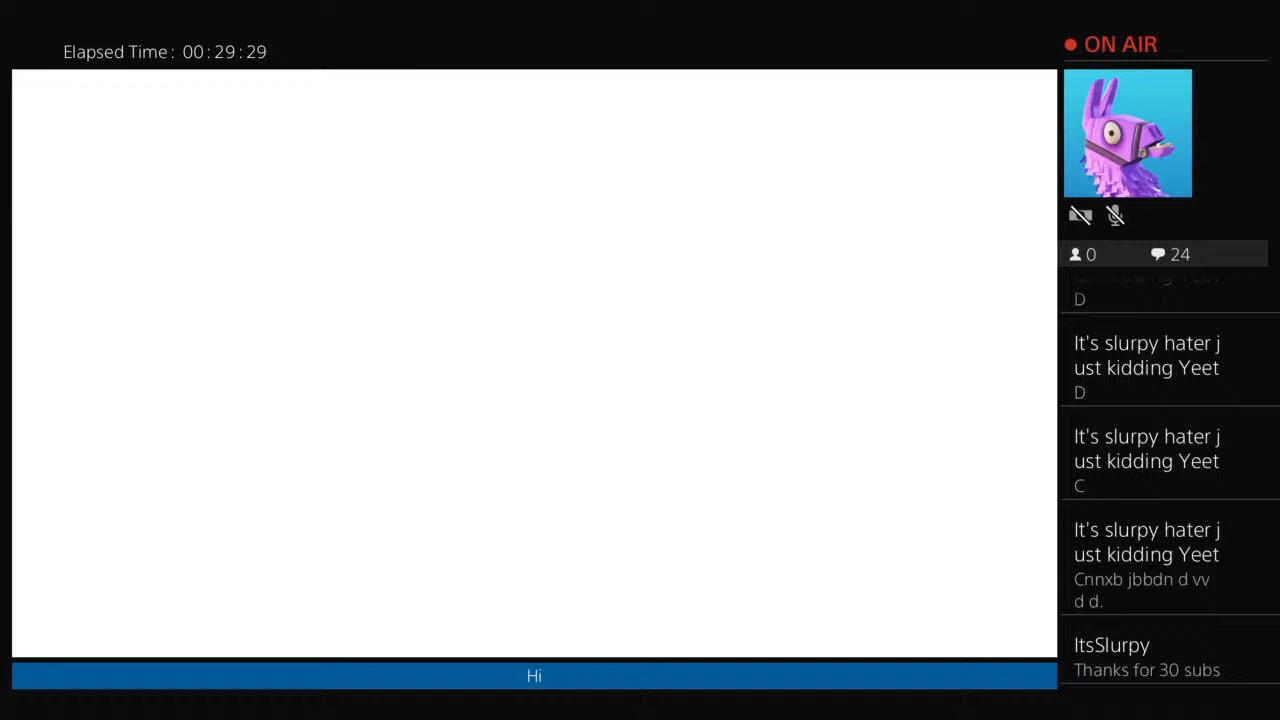 Elapsed Time: 00:29:29
ON AIR
0 24
D
It's slurpy hater j
ust kidding Yeet
D
It's slurpy hater j
ust kidding Yeet
C
It's slurpy hater j
ust kidding Yeet
Cnnxb jbbdn d vv
d d.
ItsSlurpy
Thanks for 30 subs
Hi